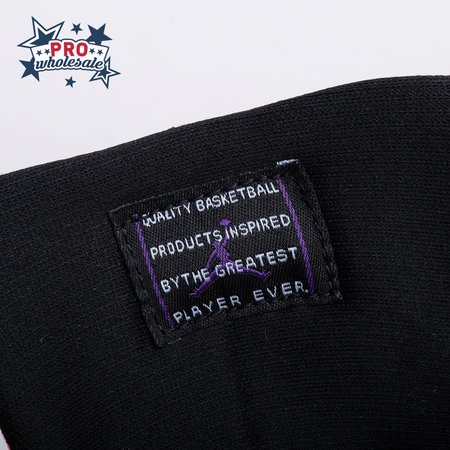 PRO
wholesale
QUALITY BASKETBALL
PRODUCTS INSPIRED
BY THE GREATEST
PLAYER EVER.